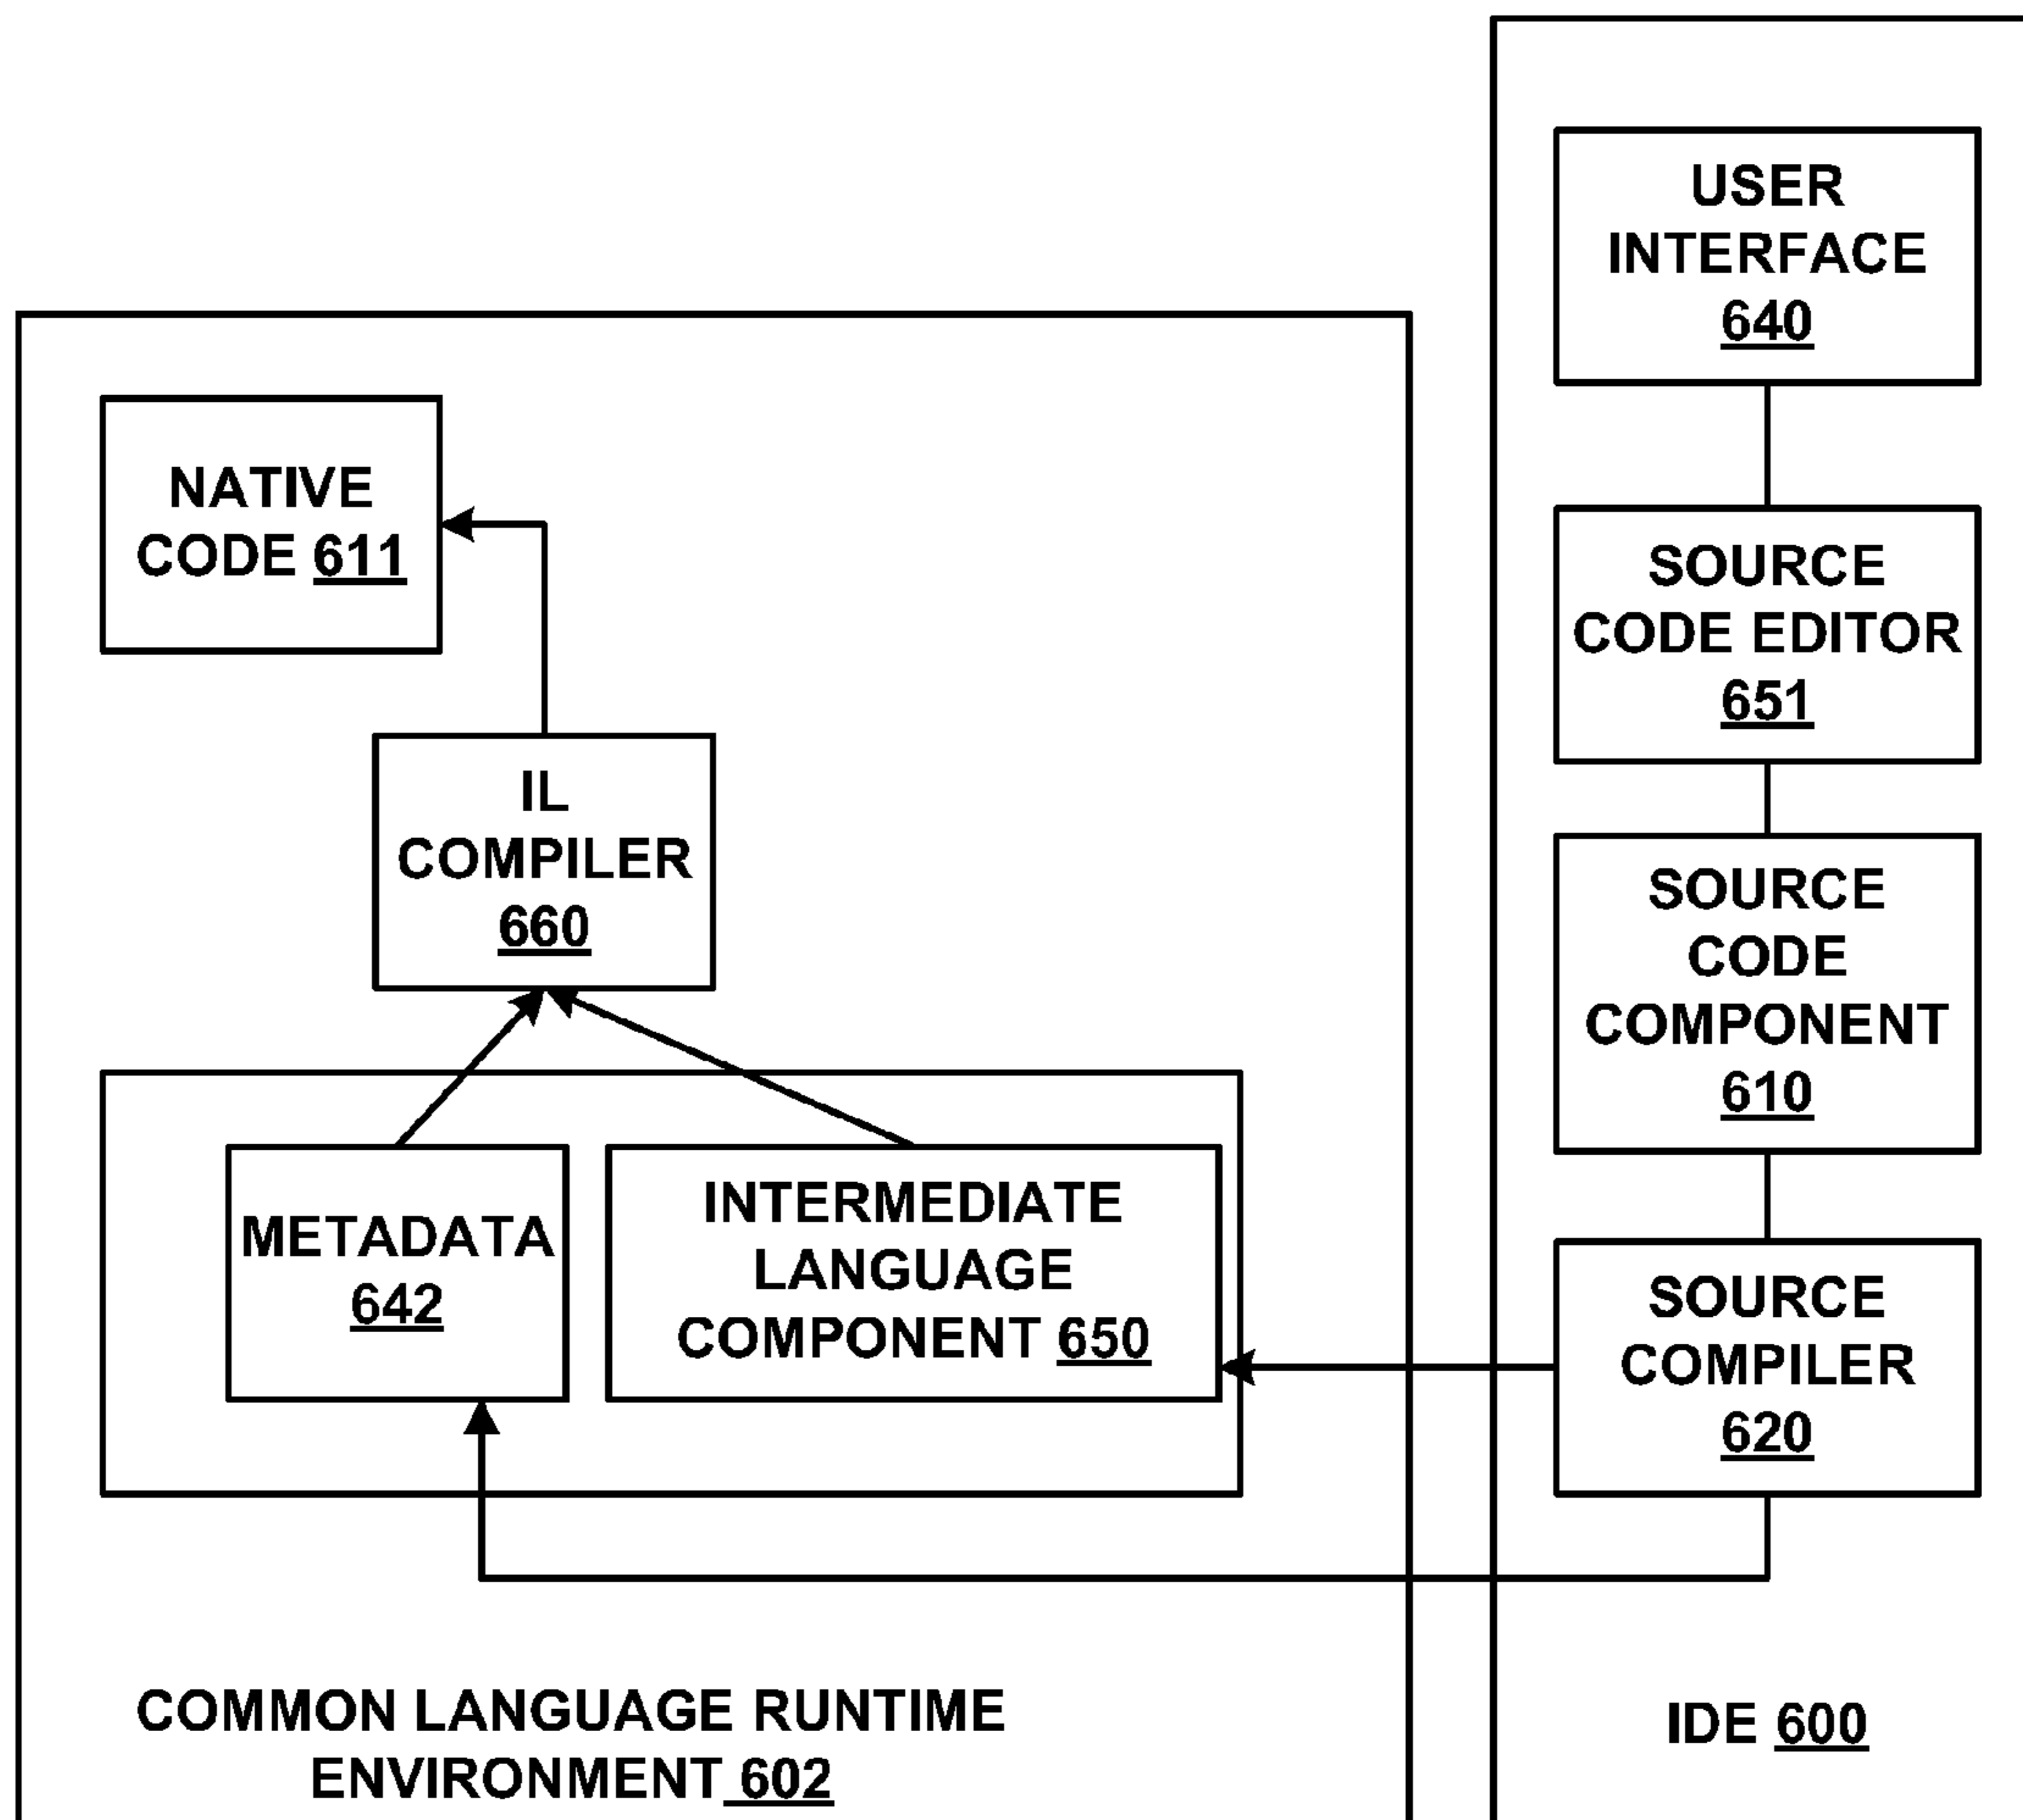 USER
INTERFACE
640
NATIVE
CODE 611
SOURCE
CODE EDITOR
651
IL
COMPILER
660
SOURCE
CODE
COMPONENT
610
METADATA
642
INTERMEDIATE
LANGUAGE
COMPONENT 650
SOURCE
COMPILER
620
COMMON LANGUAGE RUNTIME
ENVIRONMENT 602
IDE 600